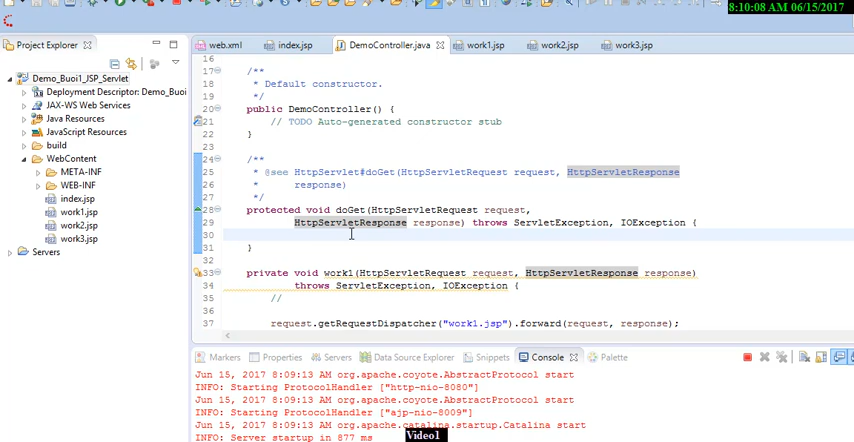 8:10:08 AM 06/15/2017
Project Explorer
web.xml index.jsp DemoController.java work1.jsp work2.jsp work3.jsp
Demo_Buoi1_JSP_Servlet
Deployment Descriptor: Demo_Buoi
JAX-WS Web Services
Java Resources
JavaScript Resources
build
WebContent
META-INF
WEB-INF
index.jsp
work1.jsp
work2.jsp
work3.jsp
Servers
16
17 /**
18 * Default constructor.
19 */
20 public DemoController() {
21 // TODO Auto-generated constructor stub
22 }
23
24 /**
25 * @see HttpServlet#doGet(HttpServletRequest request, HttpServletResponse
26 * response)
27 */
28 protected void doGet(HttpServletRequest request,
29 HttpServletResponse response) throws ServletException, IOException {
30
31 }
32
33 private void work1(HttpServletRequest request, HttpServletResponse response)
34 throws ServletException, IOException {
35 //
36
37 request.getRequestDispatcher("work1.jsp").forward(request, response);
Markers Properties Servers Data Source Explorer Snippets Console Palette
Jun 15, 2017 8:09:13 AM org.apache.coyote.AbstractProtocol start
INFO: Starting ProtocolHandler ["http-nio-8080"]
Jun 15, 2017 8:09:13 AM org.apache.coyote.AbstractProtocol start
INFO: Starting ProtocolHandler ["ajp-nio-8009"]
Jun 15, 2017 8:09:13 AM org.apache.catalina.startup.Catalina start
INFO: Server startup in 877 ms
Video1